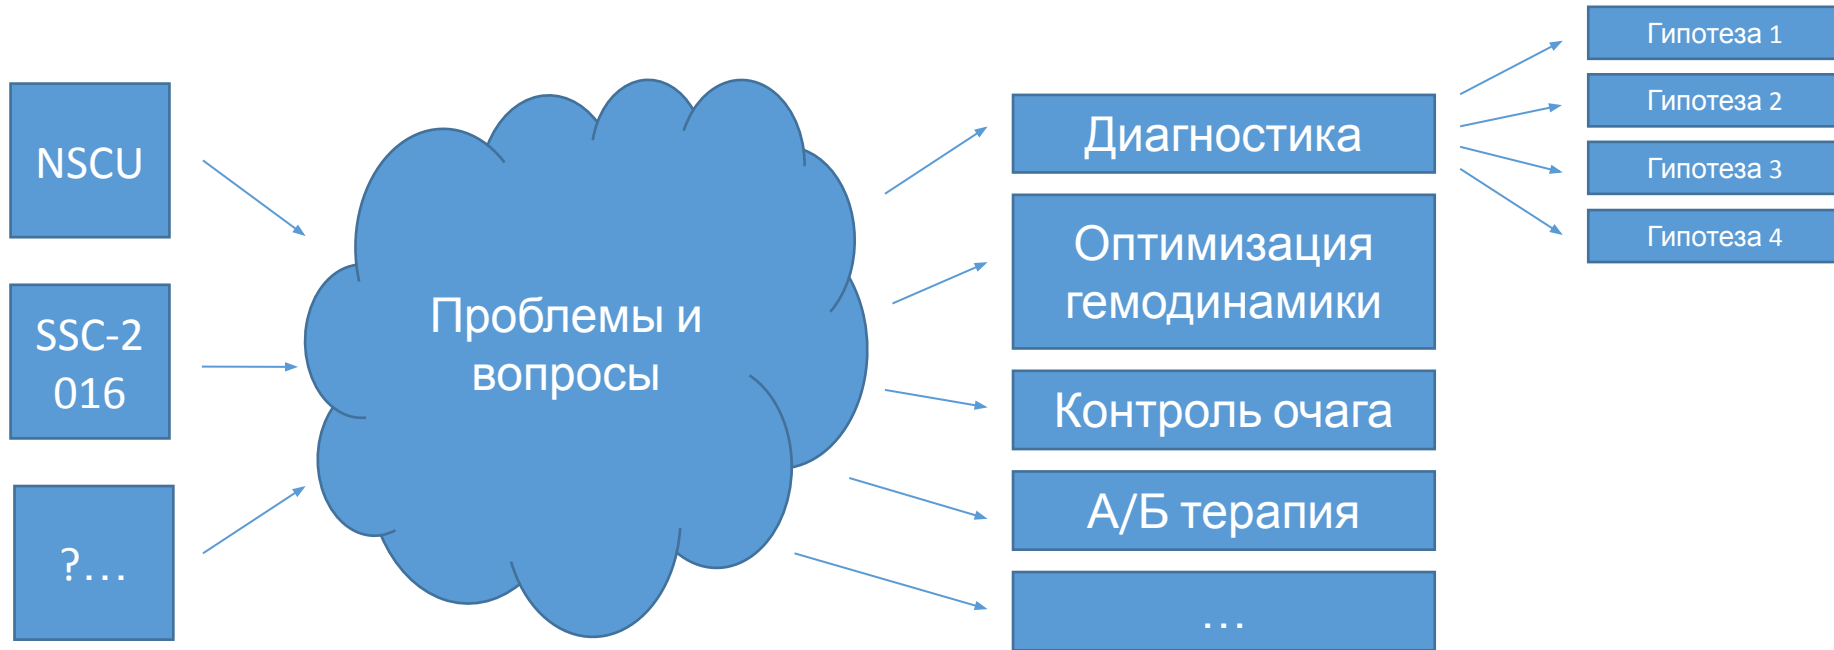 NSCU
SSC-2
016
?...
Проблемы и
вопросы
Диагностика
Оптимизация
гемодинамики
Контроль очага
А/Б терапия
...
Гипотеза 1
Гипотеза 2
Гипотеза 3
Гипотеза 4